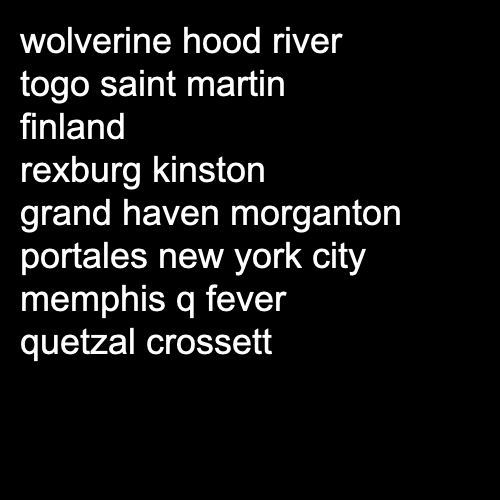 wolverine hood river
togo saint martin
finland
rexburg kinston
grand haven morganton
portales new york city
memphis q fever
quetzal crossett